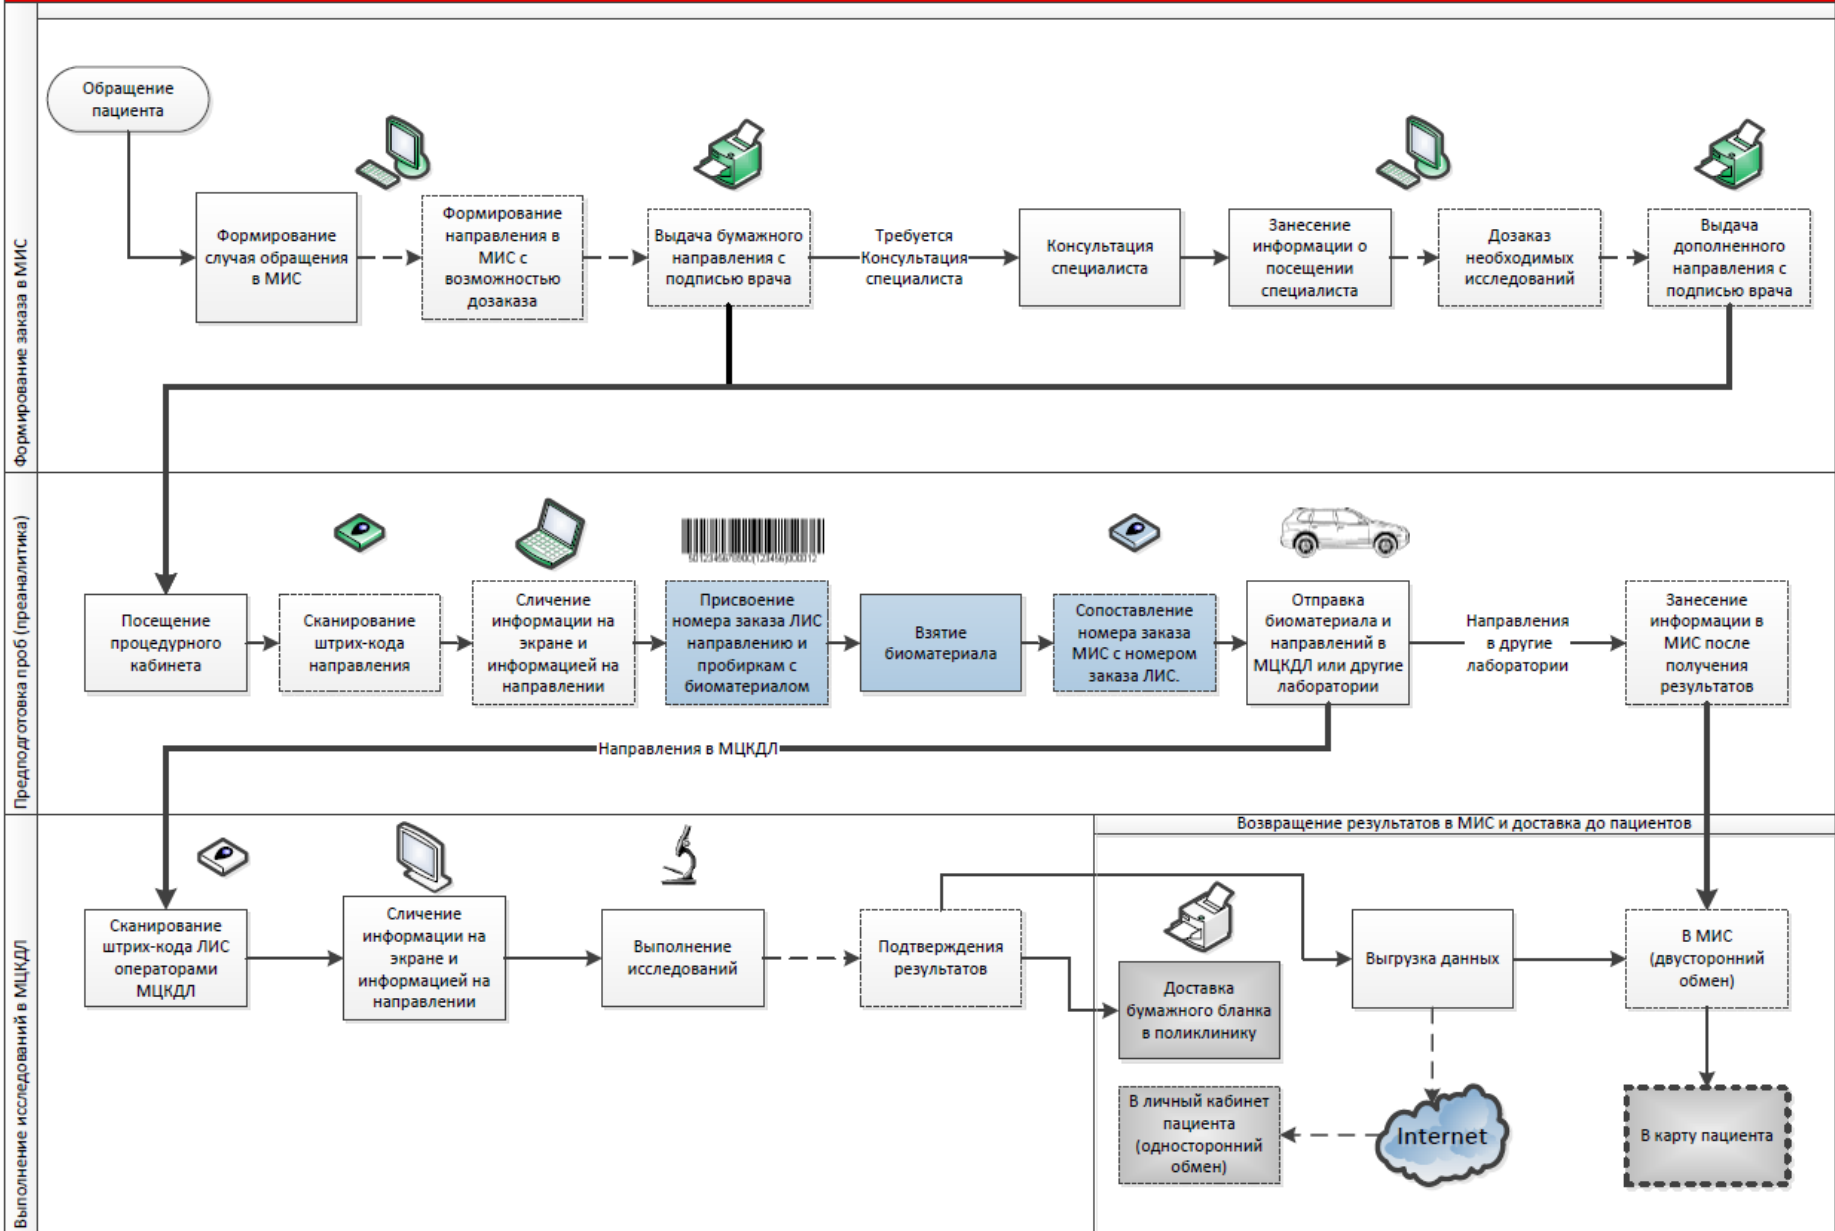 Формирование заказа в МИС
Обращение
пациента
Формирование
случая обращения
в МИС
Формирование
направления в
МИС с
возможностью
дозаказа
Выдача бумажного
направления с
подписью врача
Требуется
Консультация
специалиста
Консультация
специалиста
Занесение
информации о
посещении
специалиста
Дозаказ
необходимых
исследований
Выдача
дополненного
направления с
подписью врача
Предподготовка проб (преаналитика)
Посещение
процедурного
кабинета
Сканирование
штрих-кода
направления
Сличение
информации на
экране и
информацией на
направлении
Присвоение
номера заказа ЛИС
направлению и
пробиркам с
биоматериалом
Взятие
биоматериала
Сопоставление
номера заказа
МИС с номером
заказа ЛИС.
Отправка
биоматериала и
направлений в
МЦКДЛ или другие
лаборатории
Направления
в другие
лаборатории
Занесение
информации в
МИС после
получения
результатов
Направления в МЦКДЛ
Выполнение исследований в МЦКДЛ
Сканирование
штрих-кода ЛИС
операторами
МЦКДЛ
Сличение
информации на
экране и
информацией на
направлении
Выполнение
исследований
Подтверждения
результатов
Возвращение результатов в МИС и доставка до пациентов
Доставка
бумажного бланка
в поликлинику
Выгрузка данных
В МИС
(двусторонний
обмен)
В личный кабинет
пациента
(односторонний
обмен)
Internet
В карту пациента